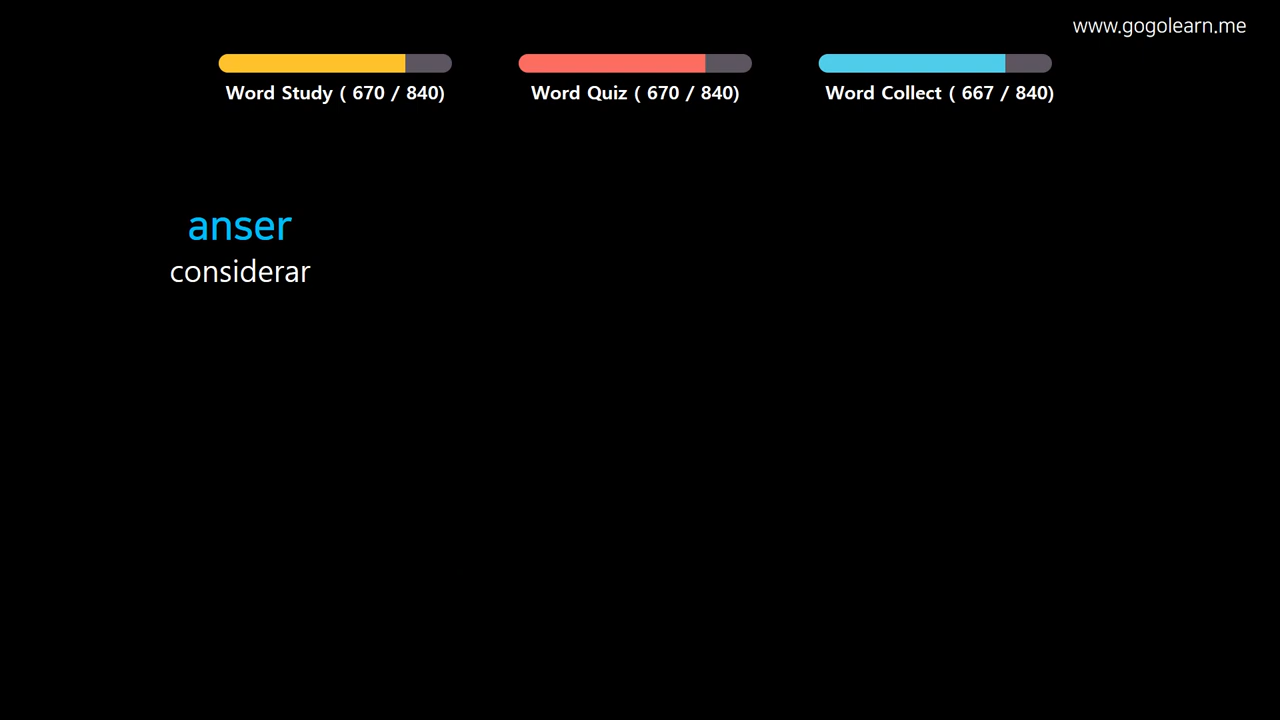 www.gogolearn.me
Word Study ( 670 / 840)
Word Quiz ( 670 / 840)
Word Collect ( 667 / 840)
anser
considerar